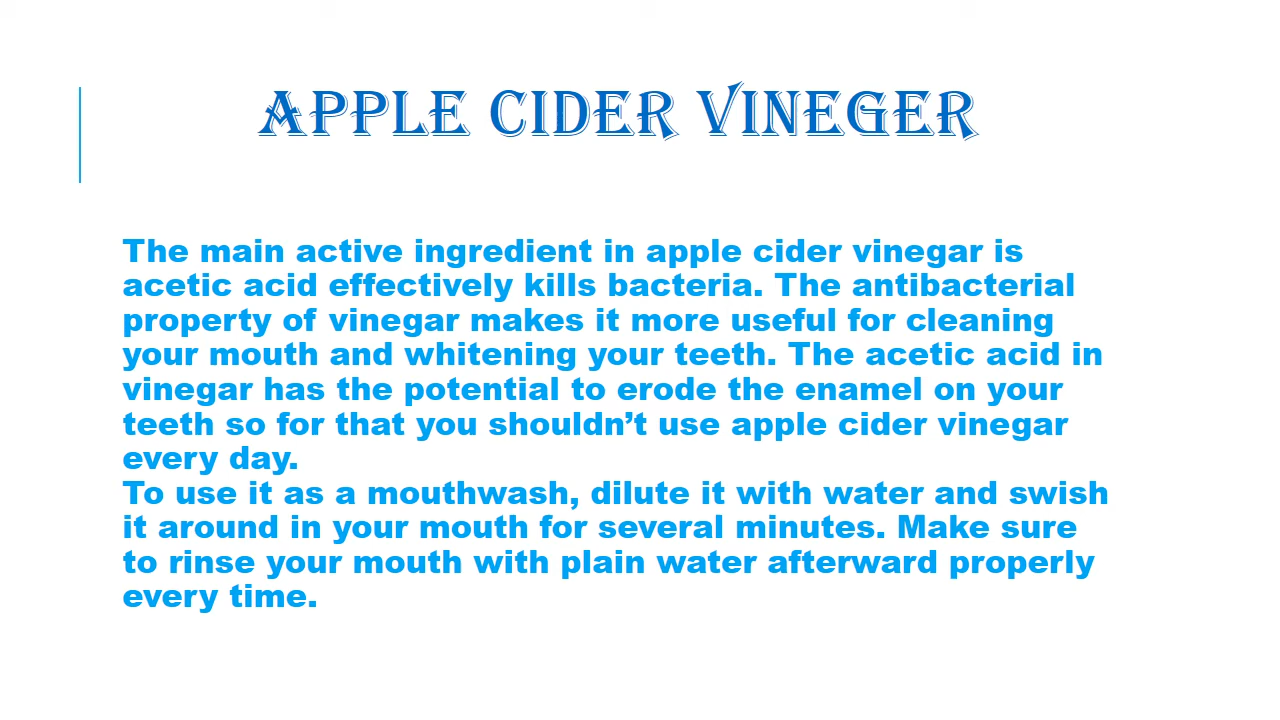 APPLE CIDER VINEGER
The main active ingredient in apple cider vinegar is
acetic acid effectively kills bacteria. The antibacterial
property of vinegar makes it more useful for cleaning
your mouth and whitening your teeth. The acetic acid in
vinegar has the potential to erode the enamel on your
teeth so for that you shouldn’t use apple cider vinegar
every day.
To use it as a mouthwash, dilute it with water and swish
it around in your mouth for several minutes. Make sure
to rinse your mouth with plain water afterward properly
every time.